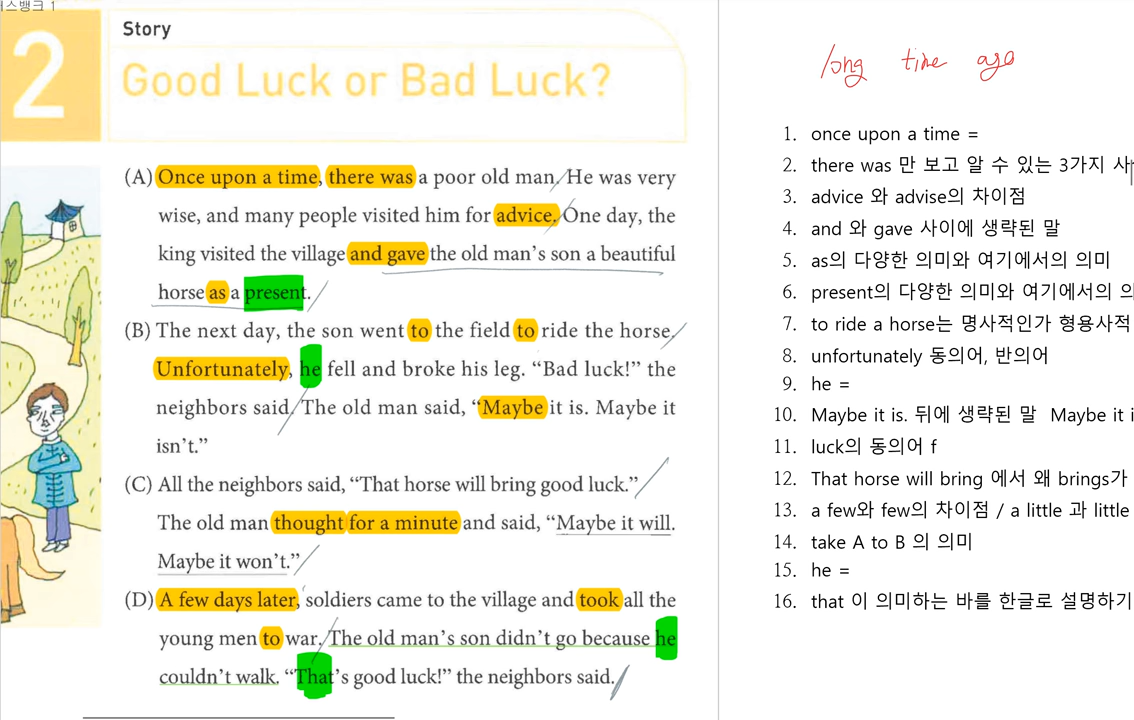 스뱅크 1
2
Story
Good Luck or Bad Luck?
(A) Once upon a time, there was a poor old man. He was very
wise, and many people visited him for advice. One day, the
king visited the village and gave the old man's son a beautiful
horse as a present.
(B) The next day, the son went to the field to ride the horse.
Unfortunately, he fell and broke his leg. “Bad luck!” the
neighbors said. The old man said, “Maybe it is. Maybe it
isn't.”
(C) All the neighbors said, “That horse will bring good luck.”
The old man thought for a minute and said, “Maybe it will.
Maybe it won't.”
(D) A few days later, soldiers came to the village and took all the
young men to war. The old man's son didn't go because he
couldn't walk. “That's good luck!” the neighbors said.
long time ago
1. once upon a time =
2. there was 만 보고 알 수 있는 3가지 사
3. advice 와 advise의 차이점
4. and 와 gave 사이에 생략된 말
5. as의 다양한 의미와 여기에서의 의미
6. present의 다양한 의미와 여기에서의 의
7. to ride a horse는 명사적인가 형용사적
8. unfortunately 동의어, 반의어
9. he =
10. Maybe it is. 뒤에 생략된 말 Maybe it i
11. luck의 동의어 f
12. That horse will bring 에서 왜 brings가
13. a few와 few의 차이점 / a little 과 little
14. take A to B 의 의미
15. he =
16. that 이 의미하는 바를 한글로 설명하기